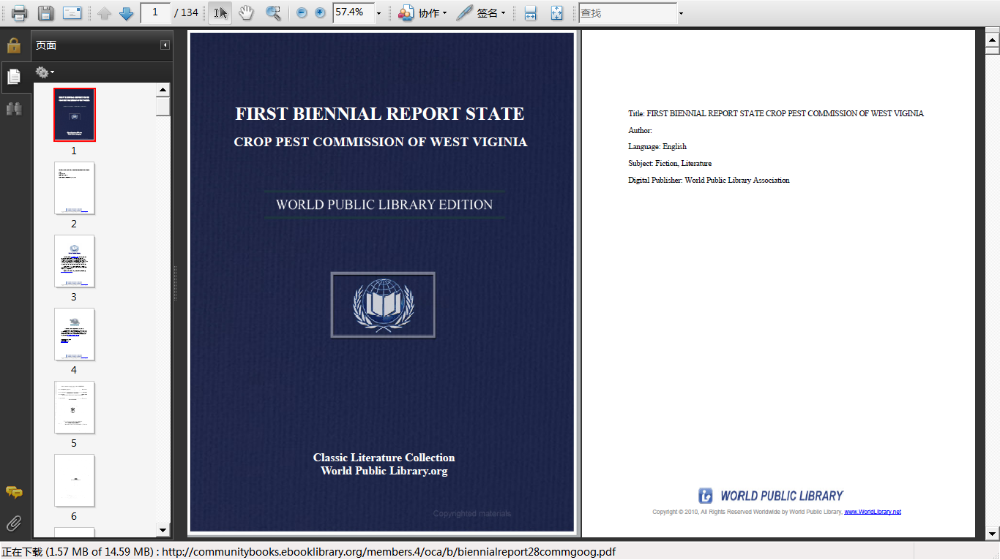 1 / 134
57.4%
协作
签名
查找
页面
1
2
3
4
5
6
FIRST BIENNIAL REPORT STATE
CROP PEST COMMISSION OF WEST VIGINIA
WORLD PUBLIC LIBRARY EDITION
Classic Literature Collection
World Public Library.org
Copyrighted materials
Title: FIRST BIENNIAL REPORT STATE CROP PEST COMMISSION OF WEST VIGINIA
Author:
Language: English
Subject: Fiction, Literature
Digital Publisher: World Public Library Association
WORLD PUBLIC LIBRARY
Copyright © 2010, All Rights Reserved Worldwide by World Public Library, www.WorldLibrary.net
正在下载 (1.57 MB of 14.59 MB) : http://communitybooks.ebooklibrary.org/members.4/oca/b/biennialreport28commgoog.pdf